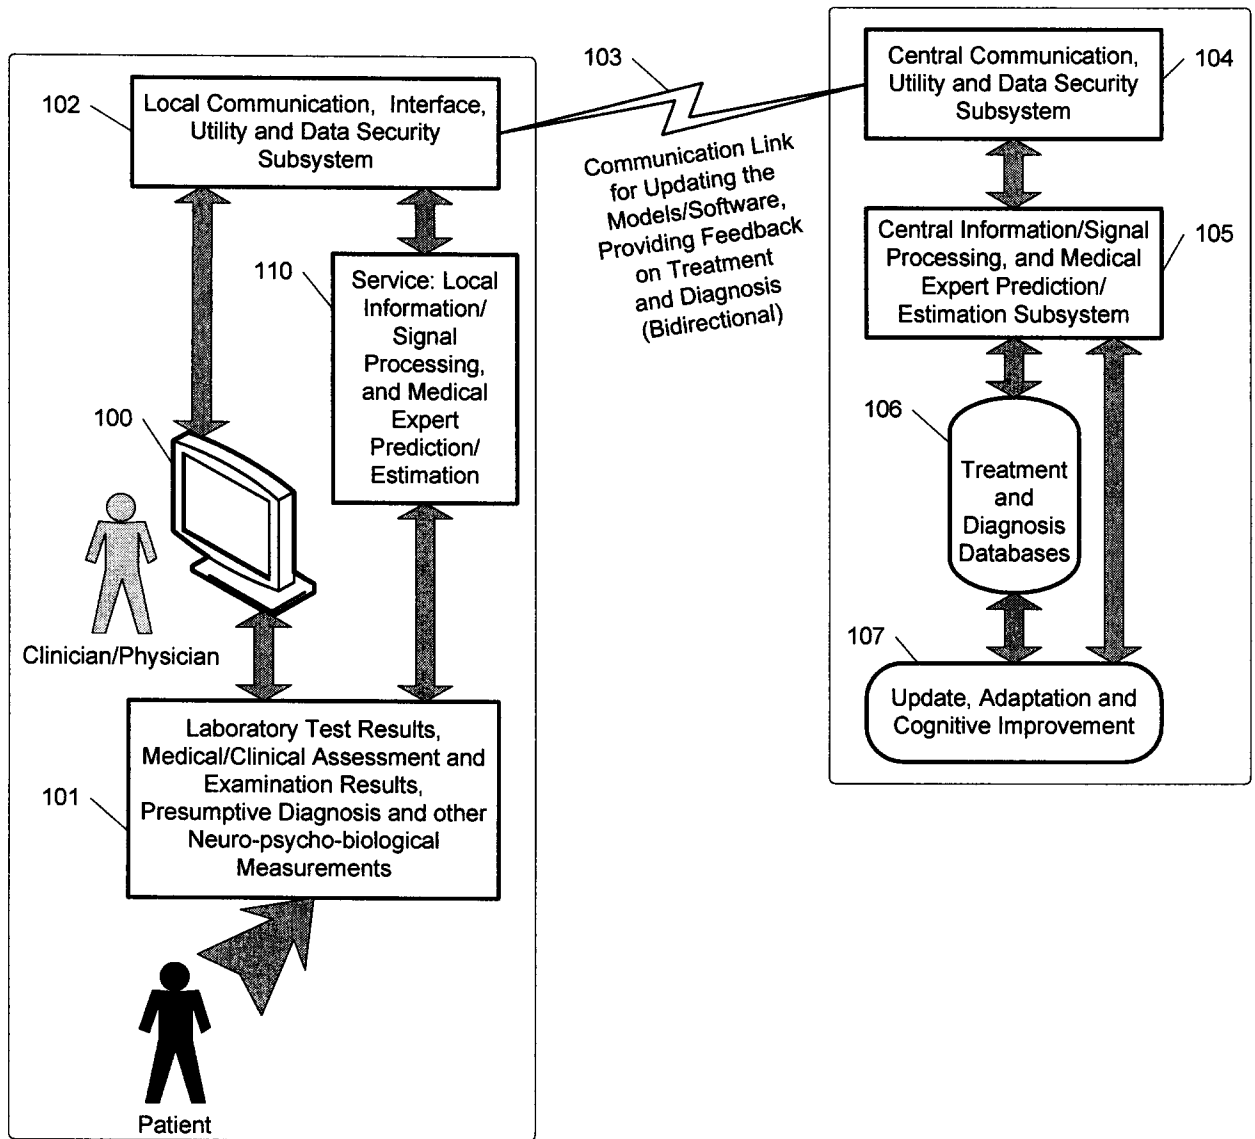 102
Local Communication, Interface,
Utility and Data Security
Subsystem
103
Communication Link
for Updating the
Models/Software,
Providing Feedback
on Treatment
and Diagnosis
(Bidirectional)
Central Communication,
Utility and Data Security
Subsystem
104
Central Information/Signal
Processing, and Medical
Expert Prediction/
Estimation Subsystem
105
110
Service: Local
Information/
Signal
Processing,
and Medical
Expert
Prediction/
Estimation
100
Clinician/Physician
106
Treatment
and
Diagnosis
Databases
107
Update, Adaptation and
Cognitive Improvement
101
Laboratory Test Results,
Medical/Clinical Assessment and
Examination Results,
Presumptive Diagnosis and other
Neuro-psycho-biological
Measurements
Patient